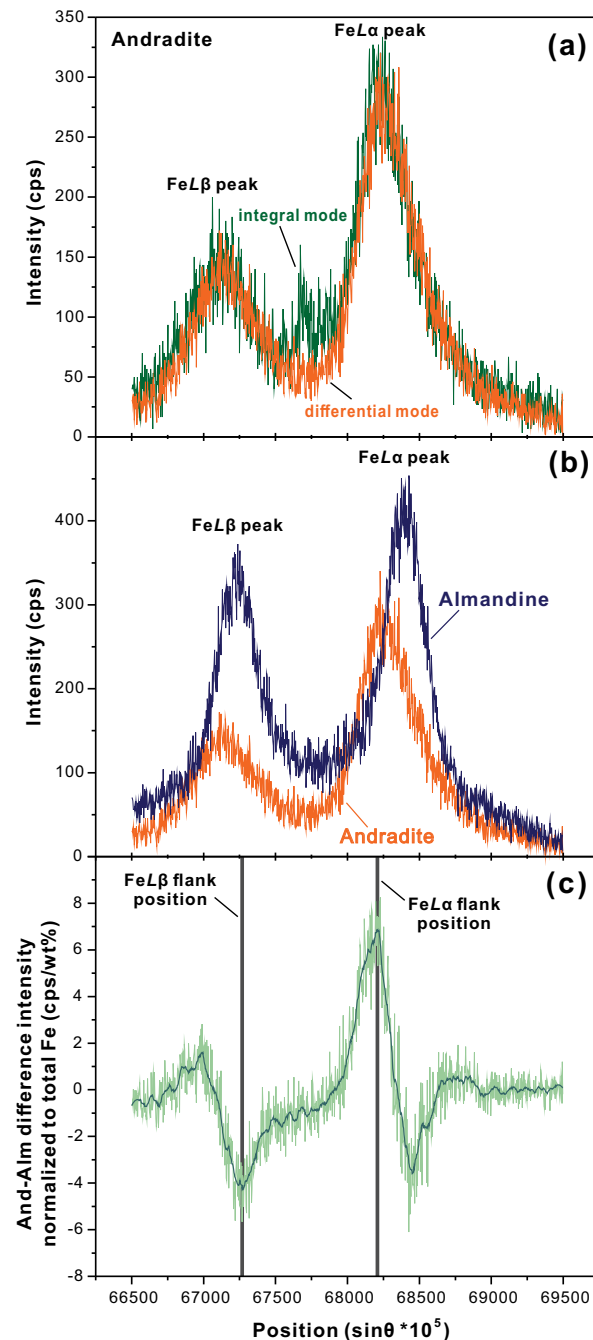 Andradite
FeLα peak
(a)
FeLβ peak
integral mode
differential mode
Intensity (cps)
350
300
250
200
150
100
50
0
FeLα peak
(b)
FeLβ peak
Almandine
Andradite
Intensity (cps)
400
300
200
100
0
FeLβ flank
position
FeLα flank
position
(c)
And-Alm difference intensity
normalized to total Fe (cps/wt%)
8
6
4
2
0
-2
-4
-6
-8
66500 67000 67500 68000 68500 69000 69500
Position (sinθ *10⁵)